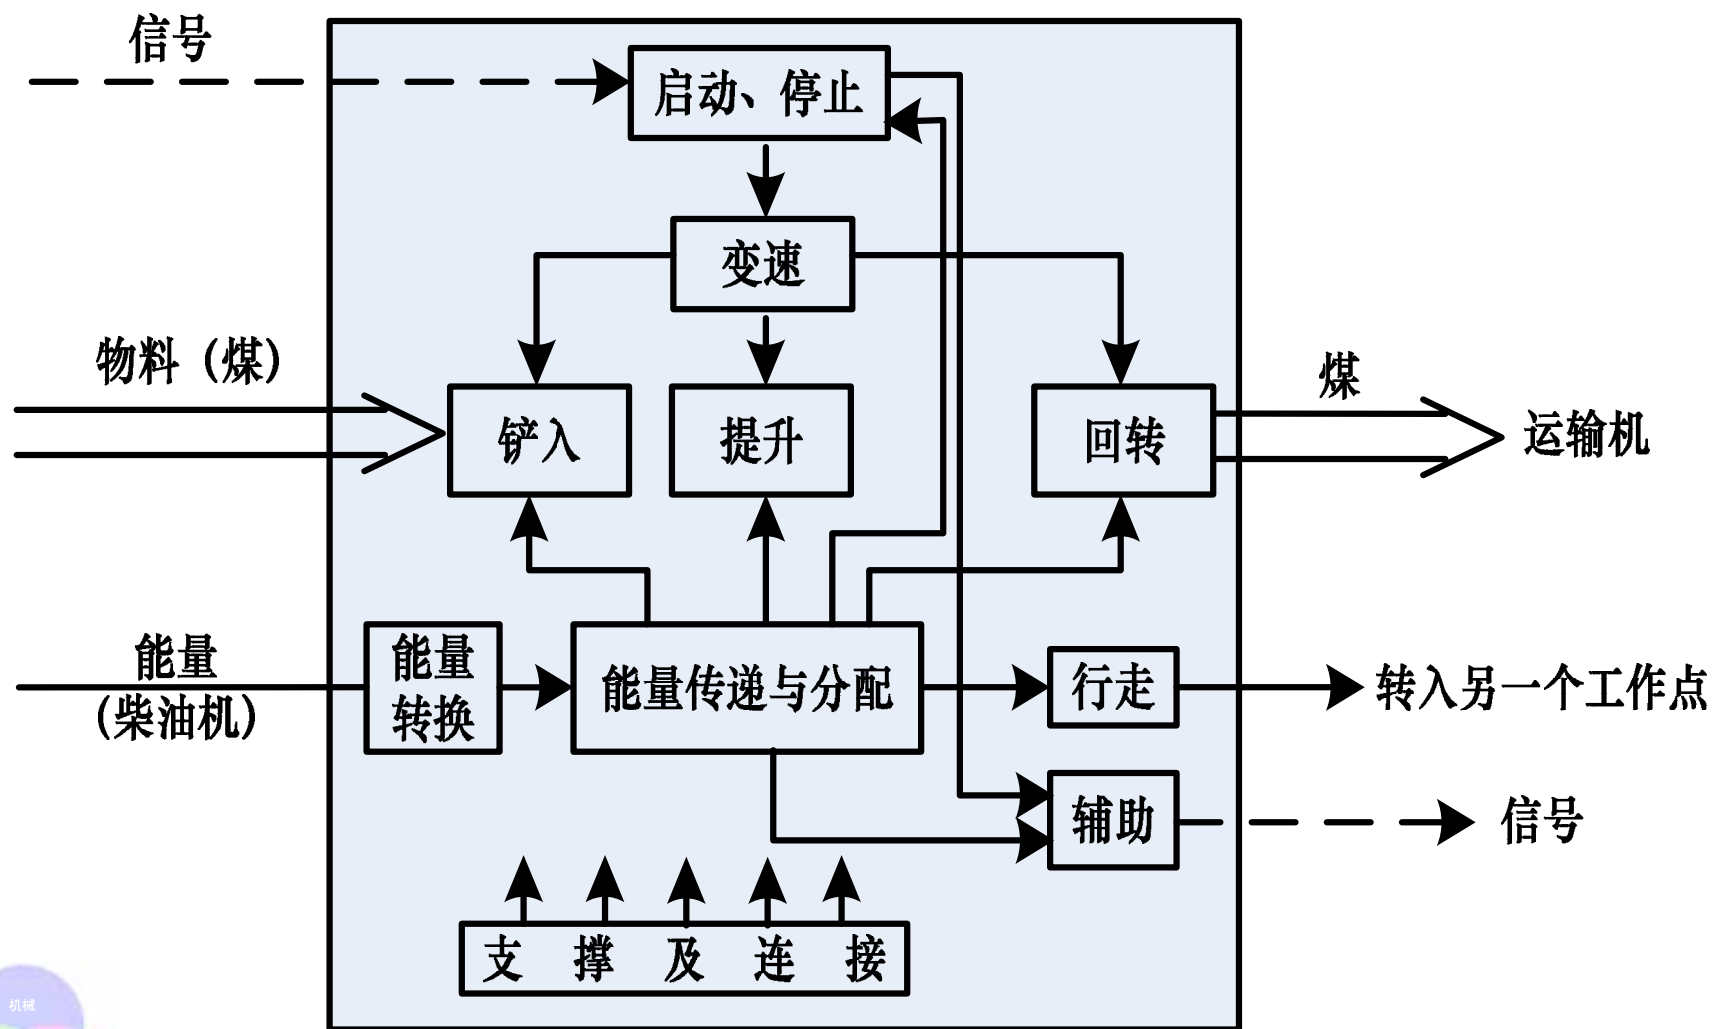 信号
启动、停止
变速
物料（煤）
铲入
提升
回转
煤
运输机
能量
(柴油机)
能量
转换
能量传递与分配
行走
转入另一个工作点
辅助
信号
支撑及连接
机械